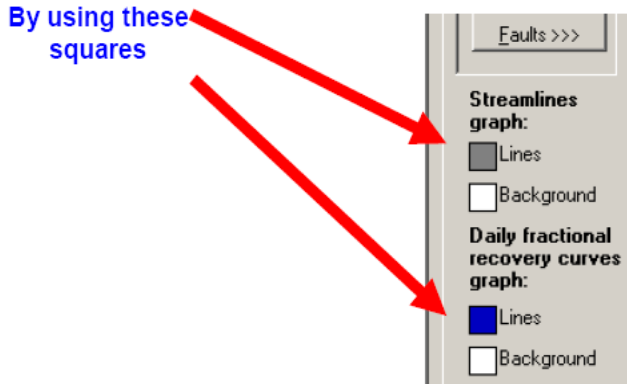 By using these
squares
Faults >>>
Streamlines
graph:
Lines
Background
Daily fractional
recovery curves
graph:
Lines
Background